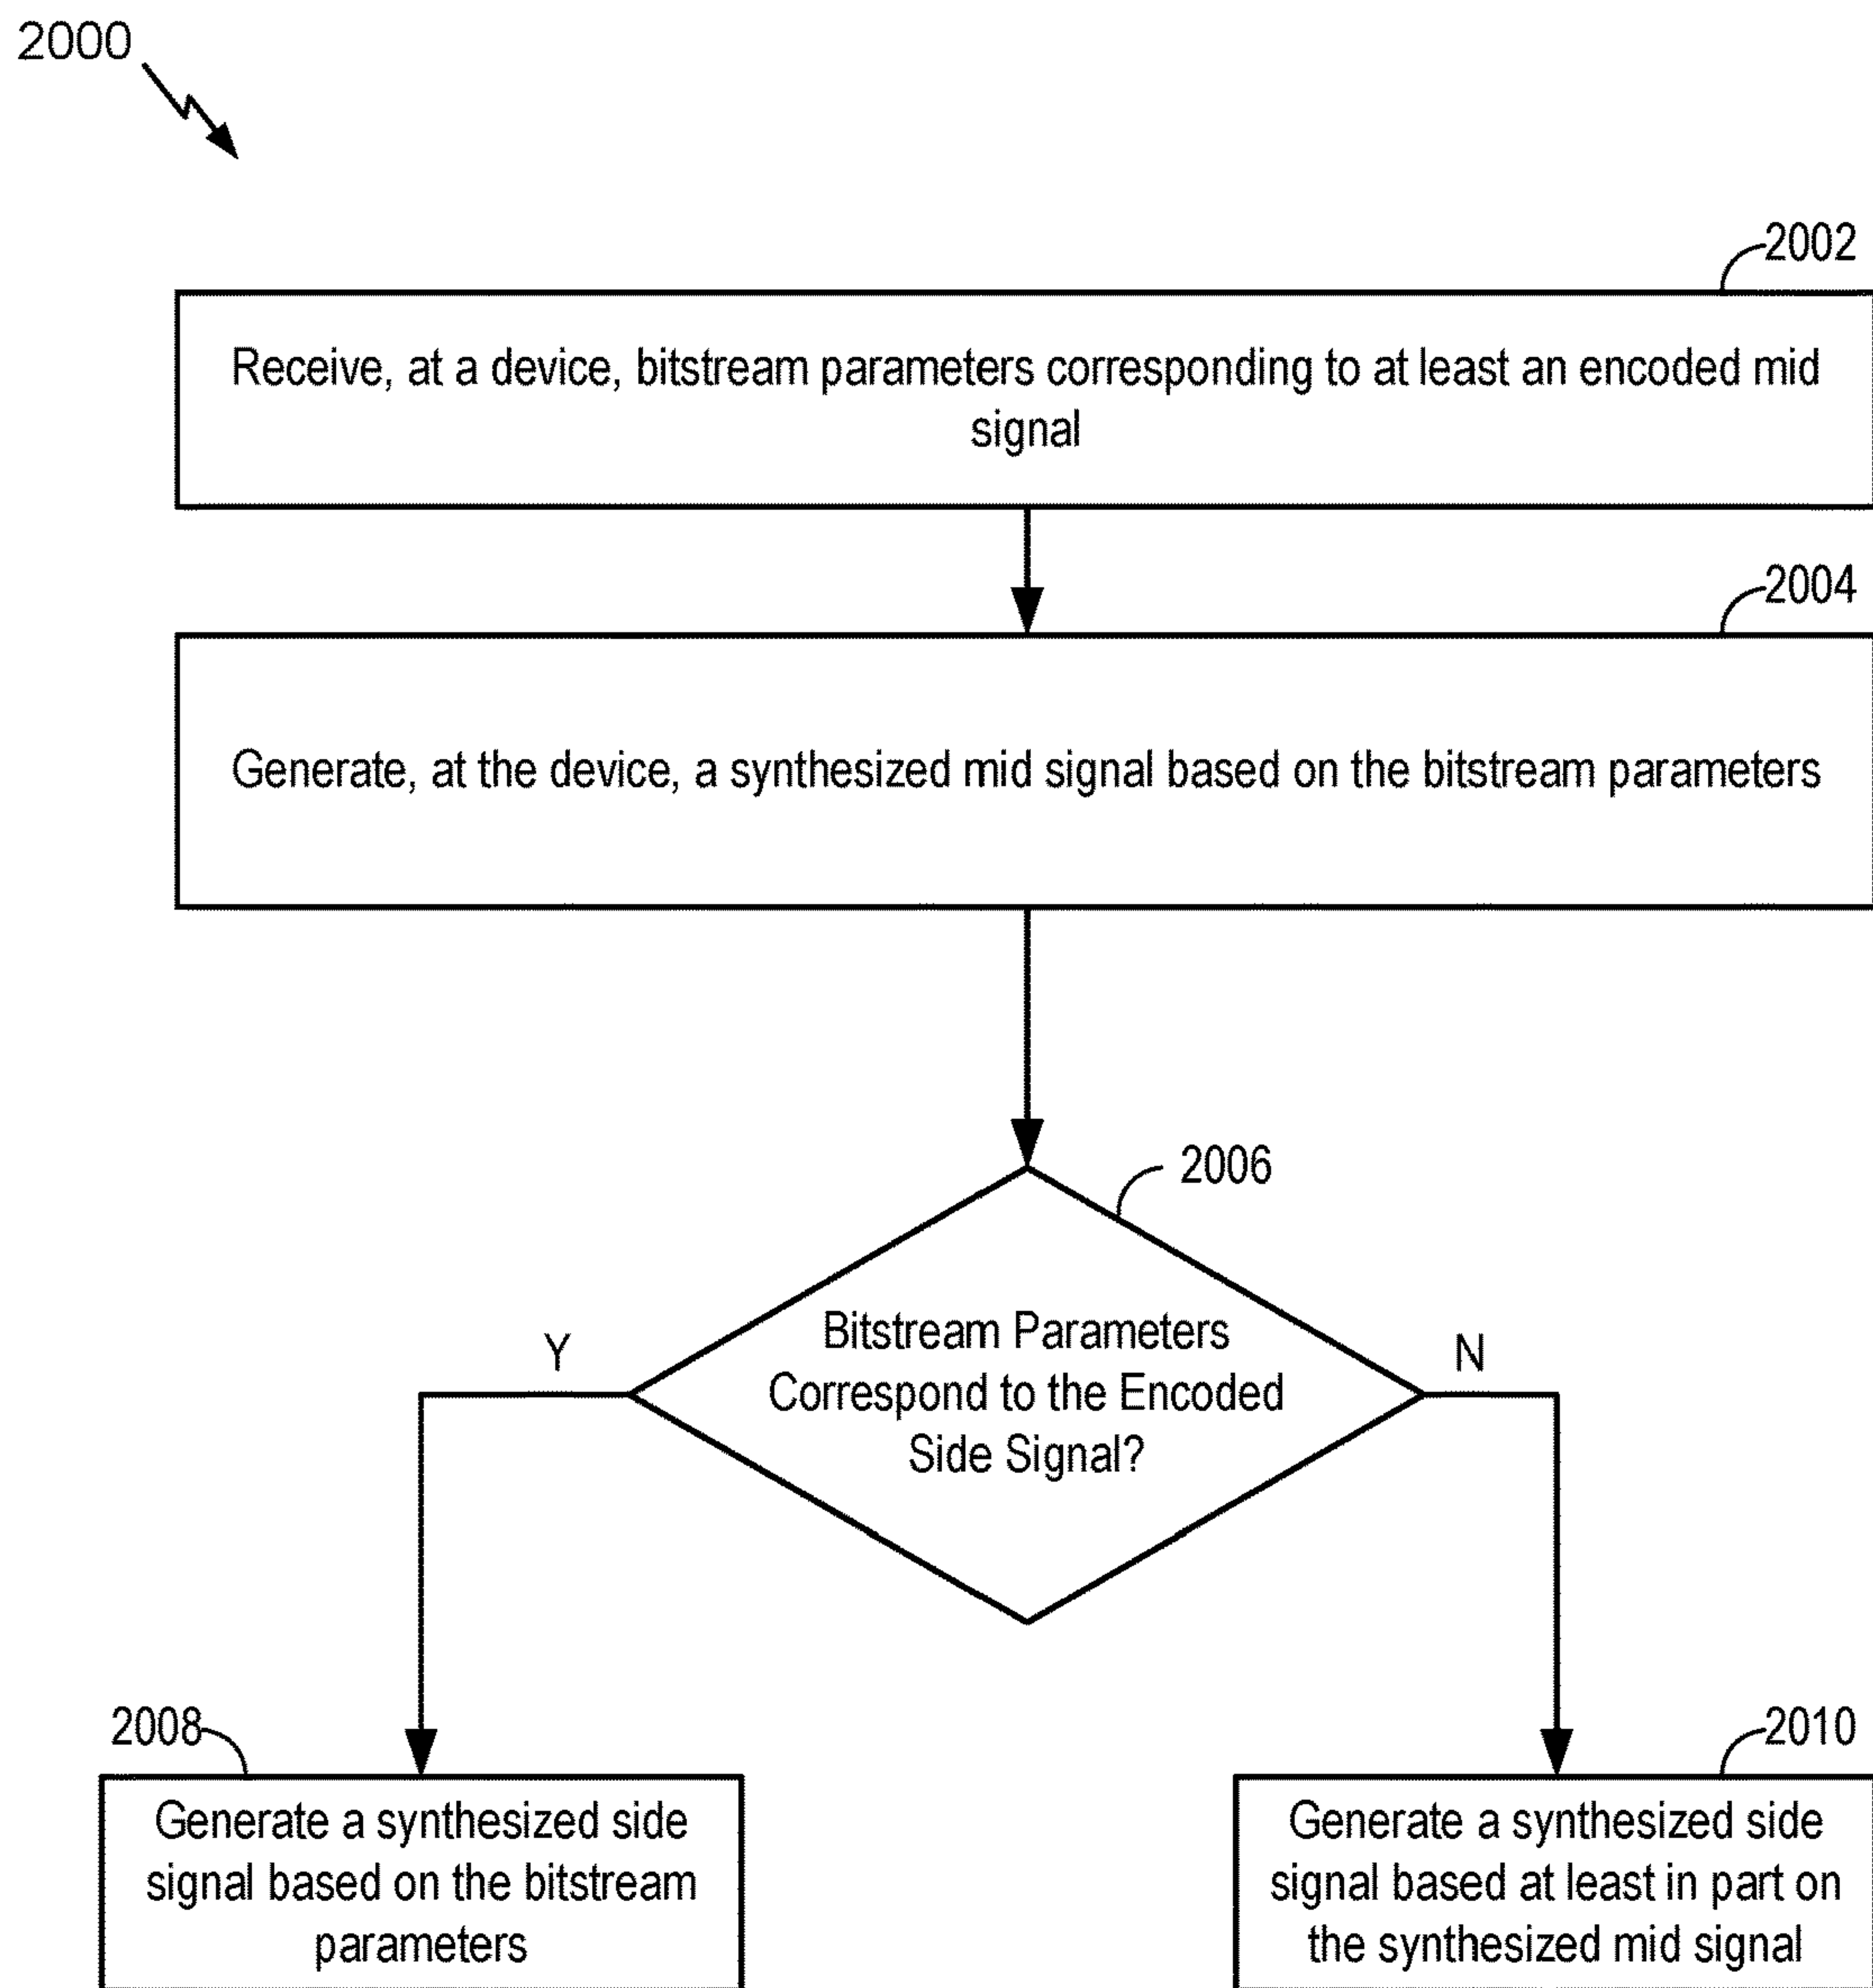 2000
2002
Receive, at a device, bitstream parameters corresponding to at least an encoded mid
signal
2004
Generate, at the device, a synthesized mid signal based on the bitstream parameters
2006
Bitstream Parameters
Correspond to the Encoded
Side Signal?
Y
N
2008
Generate a synthesized side
signal based on the bitstream
parameters
2010
Generate a synthesized side
signal based at least in part on
the synthesized mid signal